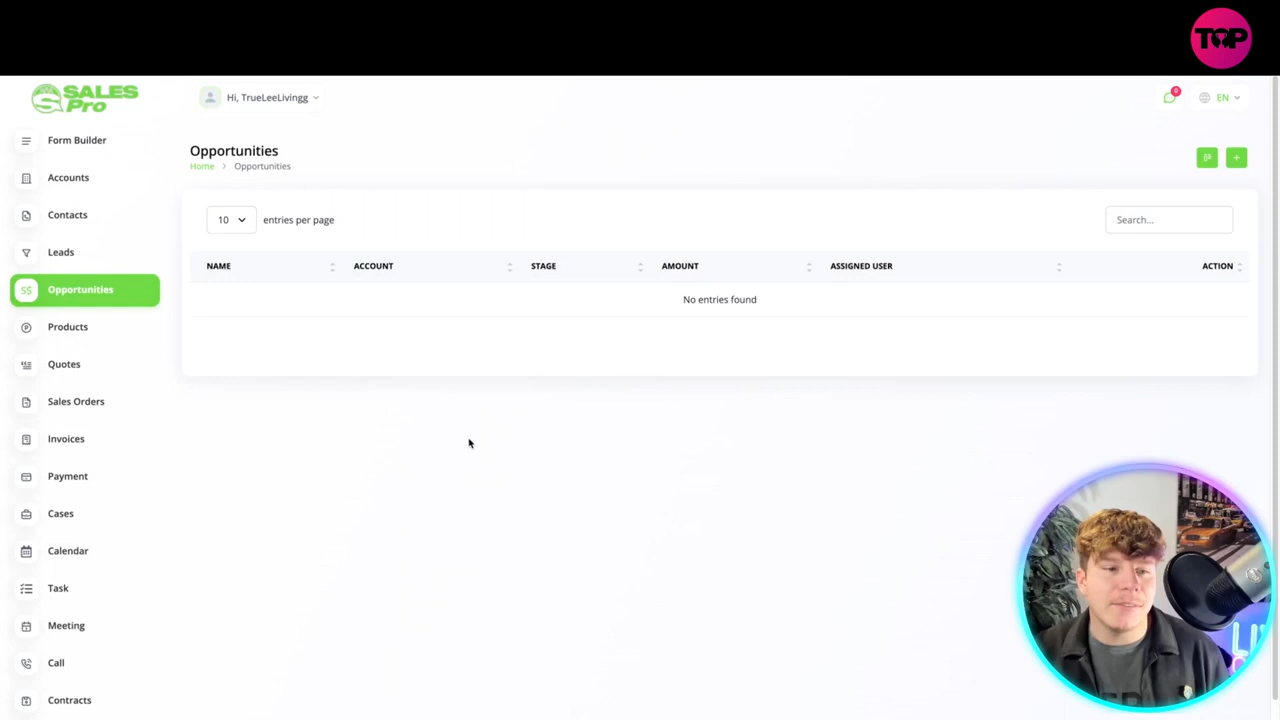 TOP
SALES
Pro
Hi, TrueLeeLivingg
0
EN
Form Builder
Accounts
Contacts
Leads
S$
Opportunities
Products
Quotes
Sales Orders
Invoices
Payment
Cases
Calendar
Task
Meeting
Call
Contracts
Opportunities
Home > Opportunities
10 entries per page
Search...
NAME ACCOUNT STAGE AMOUNT ASSIGNED USER ACTION
No entries found